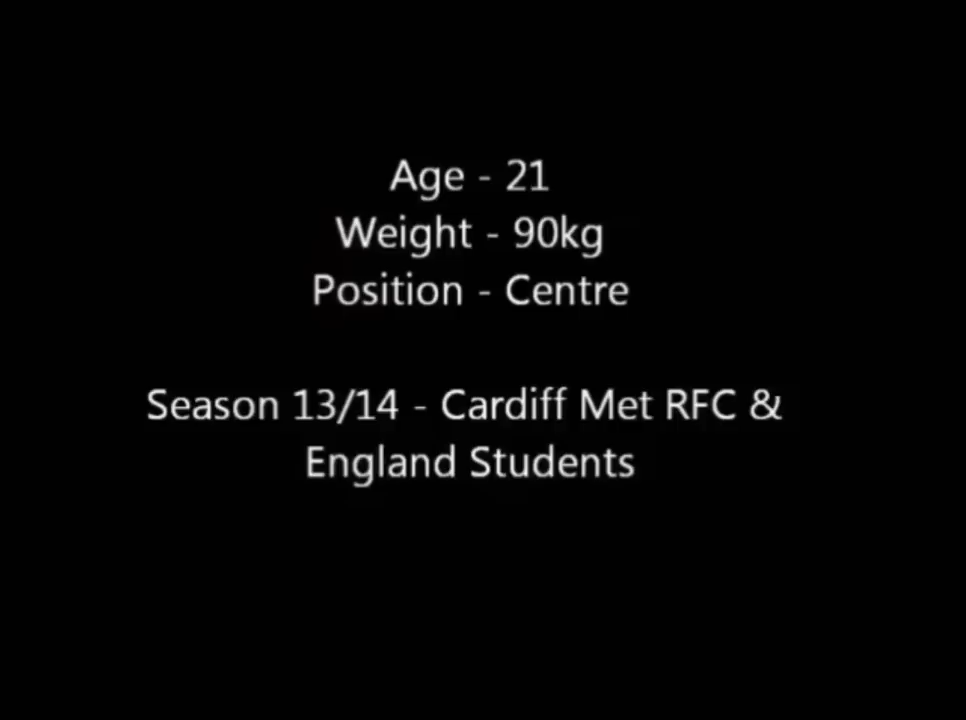 Age - 21
Weight - 90kg
Position - Centre
Season 13/14 - Cardiff Met RFC &
England Students